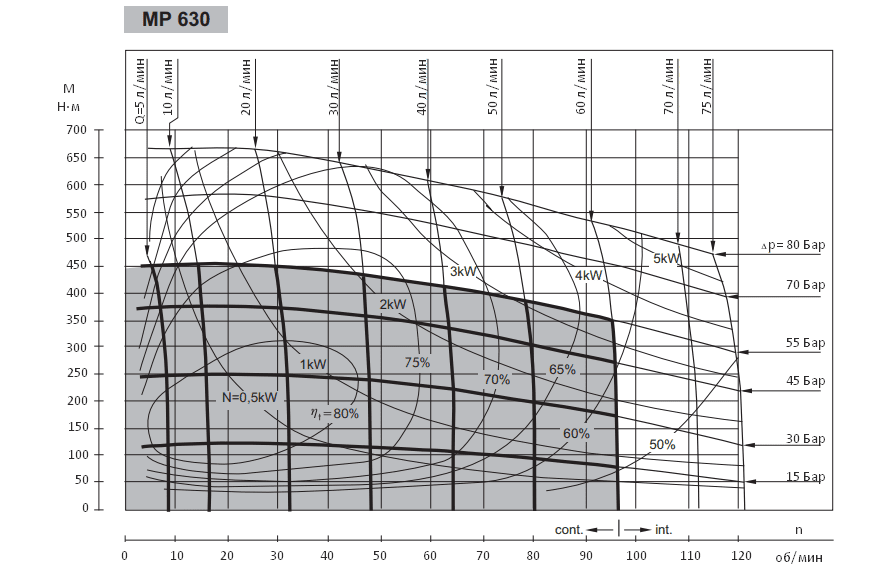 MP 630
M
Н·м
Q=5 л/мин
10 л/мин
20 л/мин
30 л/мин
40 л/мин
50 л/мин
60 л/мин
70 л/мин
75 л/мин
700
650
600
550
500
450
400
350
300
250
200
150
100
50
0
Δp= 80 Бар
70 Бар
55 Бар
45 Бар
30 Бар
15 Бар
5kW
4kW
3kW
2kW
1kW
N=0,5kW
75%
70%
65%
ηt=80%
60%
50%
cont.
int.
n
0 10 20 30 40 50 60 70 80 90 100 110 120 об/мин